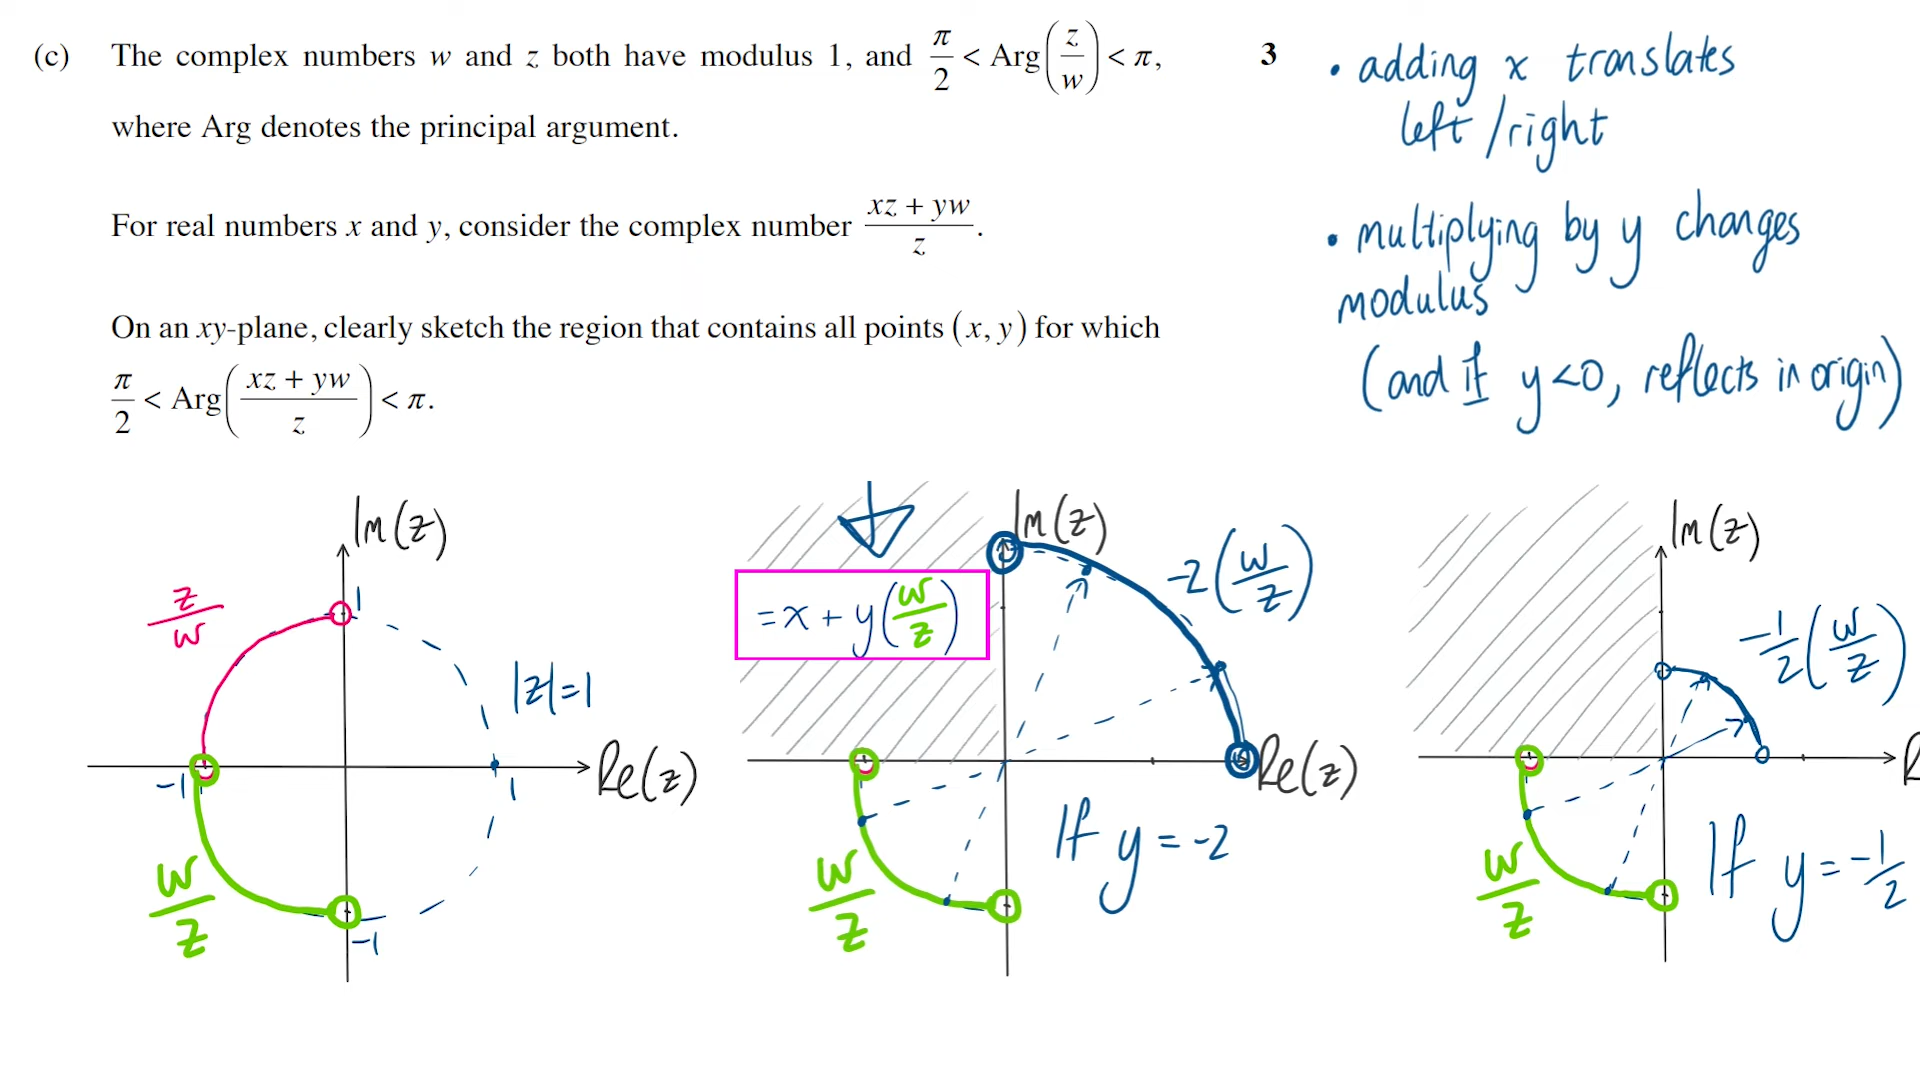 (c) The complex numbers w and z both have modulus 1, and π/2 < Arg(z/w) < π, 3
where Arg denotes the principal argument.
For real numbers x and y, consider the complex number (xz + yw)/z.
On an xy-plane, clearly sketch the region that contains all points (x, y) for which
π/2 < Arg((xz + yw)/z) < π.
• adding x translates
left/right
• multiplying by y changes
modulus
(and if y<0, reflects in origin)
Im(z)
z/w
1
|z|=1
-1
1
Re(z)
w/z
-1
Im(z)
-2(w/z)
= x + y(w/z)
Re(z)
If y = -2
w/z
Im(z)
-1/2(w/z)
w/z
If y = -1/2